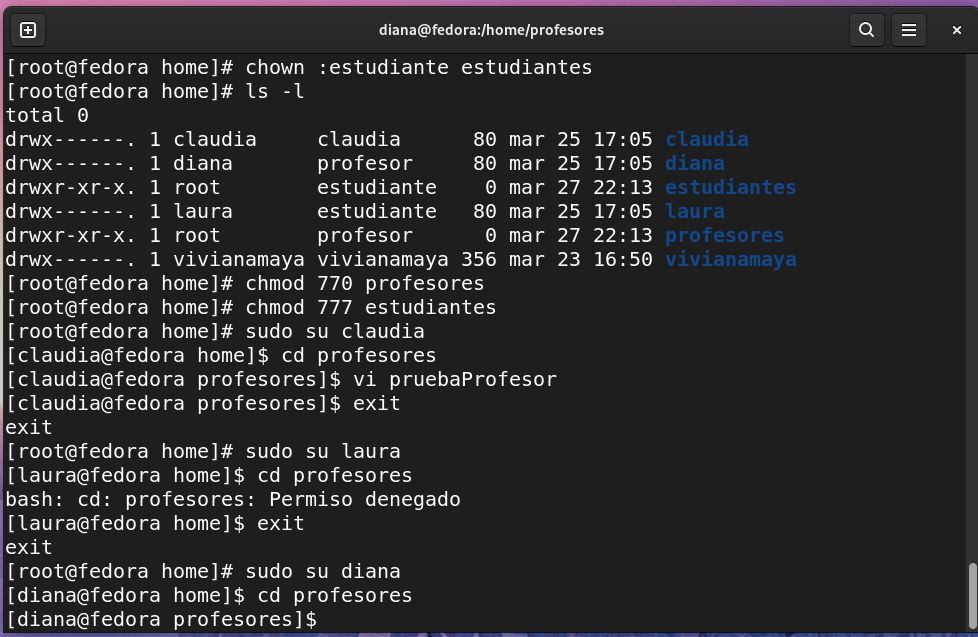 diana@fedora:/home/profesores
[root@fedora home]# chown :estudiante estudiantes
[root@fedora home]# ls -l
total 0
drwx------. 1 claudia     claudia      80 mar 25 17:05 claudia
drwx------. 1 diana       profesor     80 mar 25 17:05 diana
drwxr-xr-x. 1 root        estudiante    0 mar 27 22:13 estudiantes
drwx------. 1 laura       estudiante   80 mar 25 17:05 laura
drwxr-xr-x. 1 root        profesor      0 mar 27 22:13 profesores
drwx------. 1 vivianamaya vivianamaya 356 mar 23 16:50 vivianamaya
[root@fedora home]# chmod 770 profesores
[root@fedora home]# chmod 777 estudiantes
[root@fedora home]# sudo su claudia
[claudia@fedora home]$ cd profesores
[claudia@fedora profesores]$ vi pruebaProfesor
[claudia@fedora profesores]$ exit
exit
[root@fedora home]# sudo su laura
[laura@fedora home]$ cd profesores
bash: cd: profesores: Permiso denegado
[laura@fedora home]$ exit
exit
[root@fedora home]# sudo su diana
[diana@fedora home]$ cd profesores
[diana@fedora profesores]$